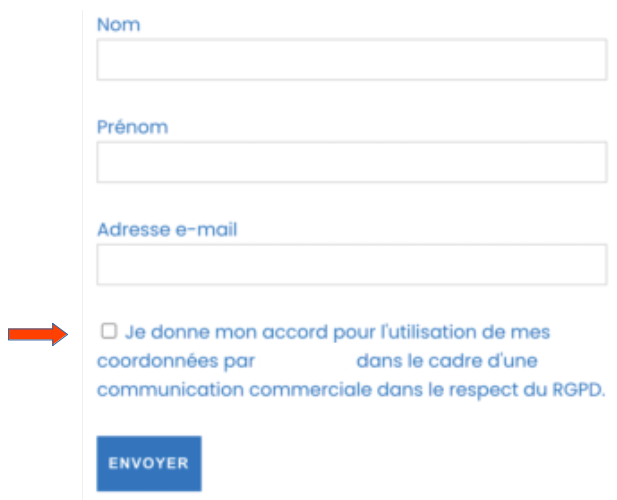 Nom
Prénom
Adresse e-mail
Je donne mon accord pour l'utilisation de mes
coordonnées par dans le cadre d'une
communication commerciale dans le respect du RGPD.
ENVOYER